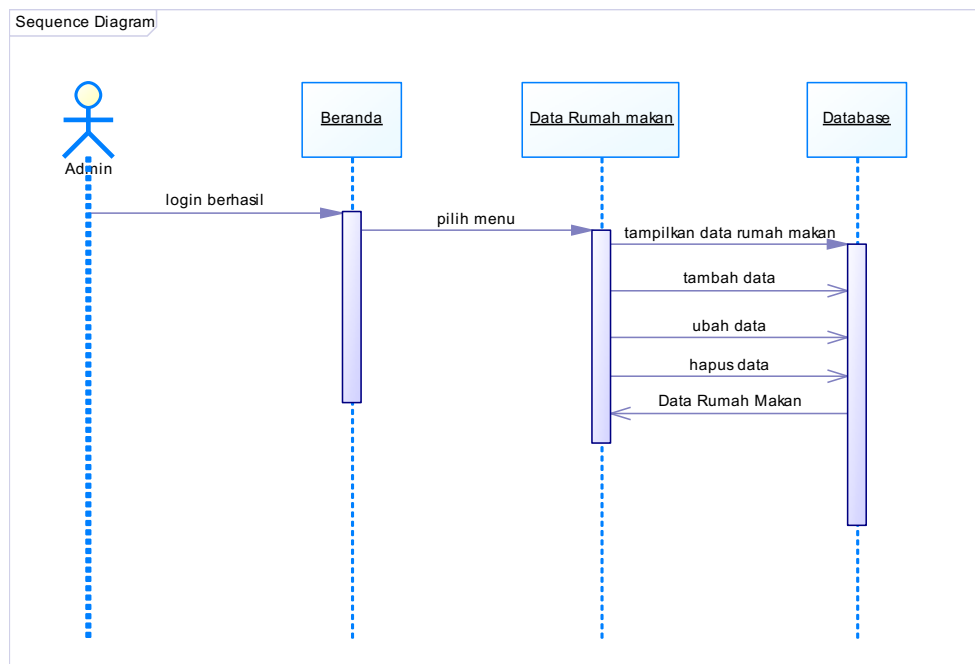 Sequence Diagram
Beranda
Data Rumah makan
Database
Admin
login berhasil
pilih menu
tampilkan data rumah makan
tambah data
ubah data
hapus data
Data Rumah Makan